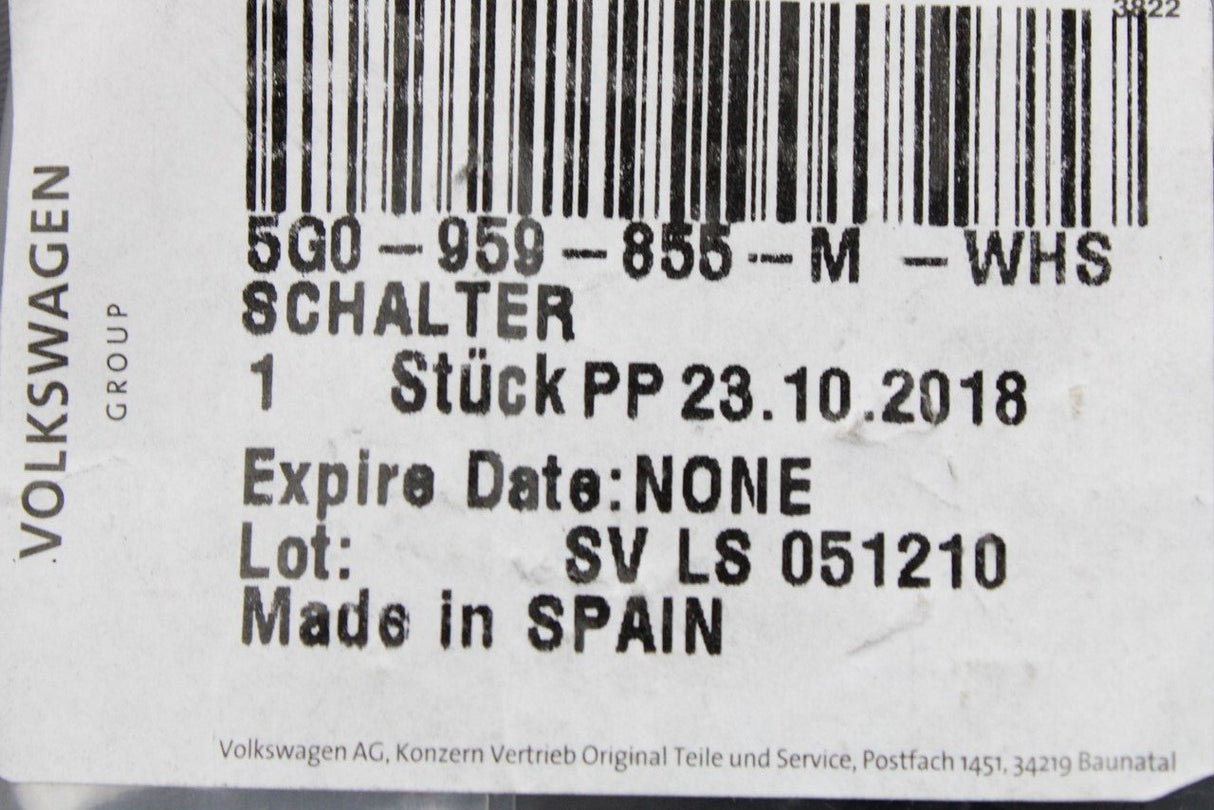 3822
5G0-959-855--M -WHS
SCHALTER
1 Stück PP 23.10.2018
Expire Date:NONE
Lot: SV LS 051210
Made in SPAIN
VOLKSWAGEN
GROUP
Volkswagen AG, Konzern Vertrieb Original Teile und Service, Postfach 1451, 34219 Baunatal